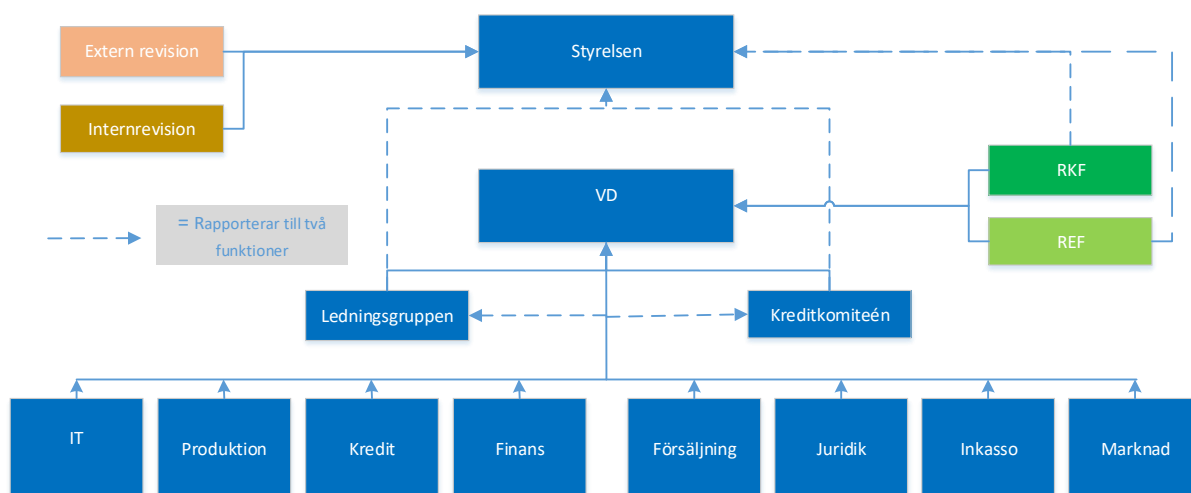 Extern revision
Styrelsen
Internrevision
RKF
VD
= Rapporterar till två
funktioner
REF
Ledningsgruppen
Kreditkomiteén
IT
Produktion
Kredit
Finans
Försäljning
Juridik
Inkasso
Marknad